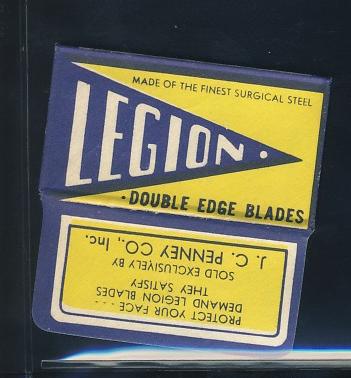 MADE OF THE FINEST SURGICAL STEEL
LEGION
DOUBLE EDGE BLADES
PROTECT YOUR FACE...
DEMAND LEGION BLADES
THEY SATISFY
SOLD EXCLUSIVELY BY
J. C. PENNEY CO., Inc.